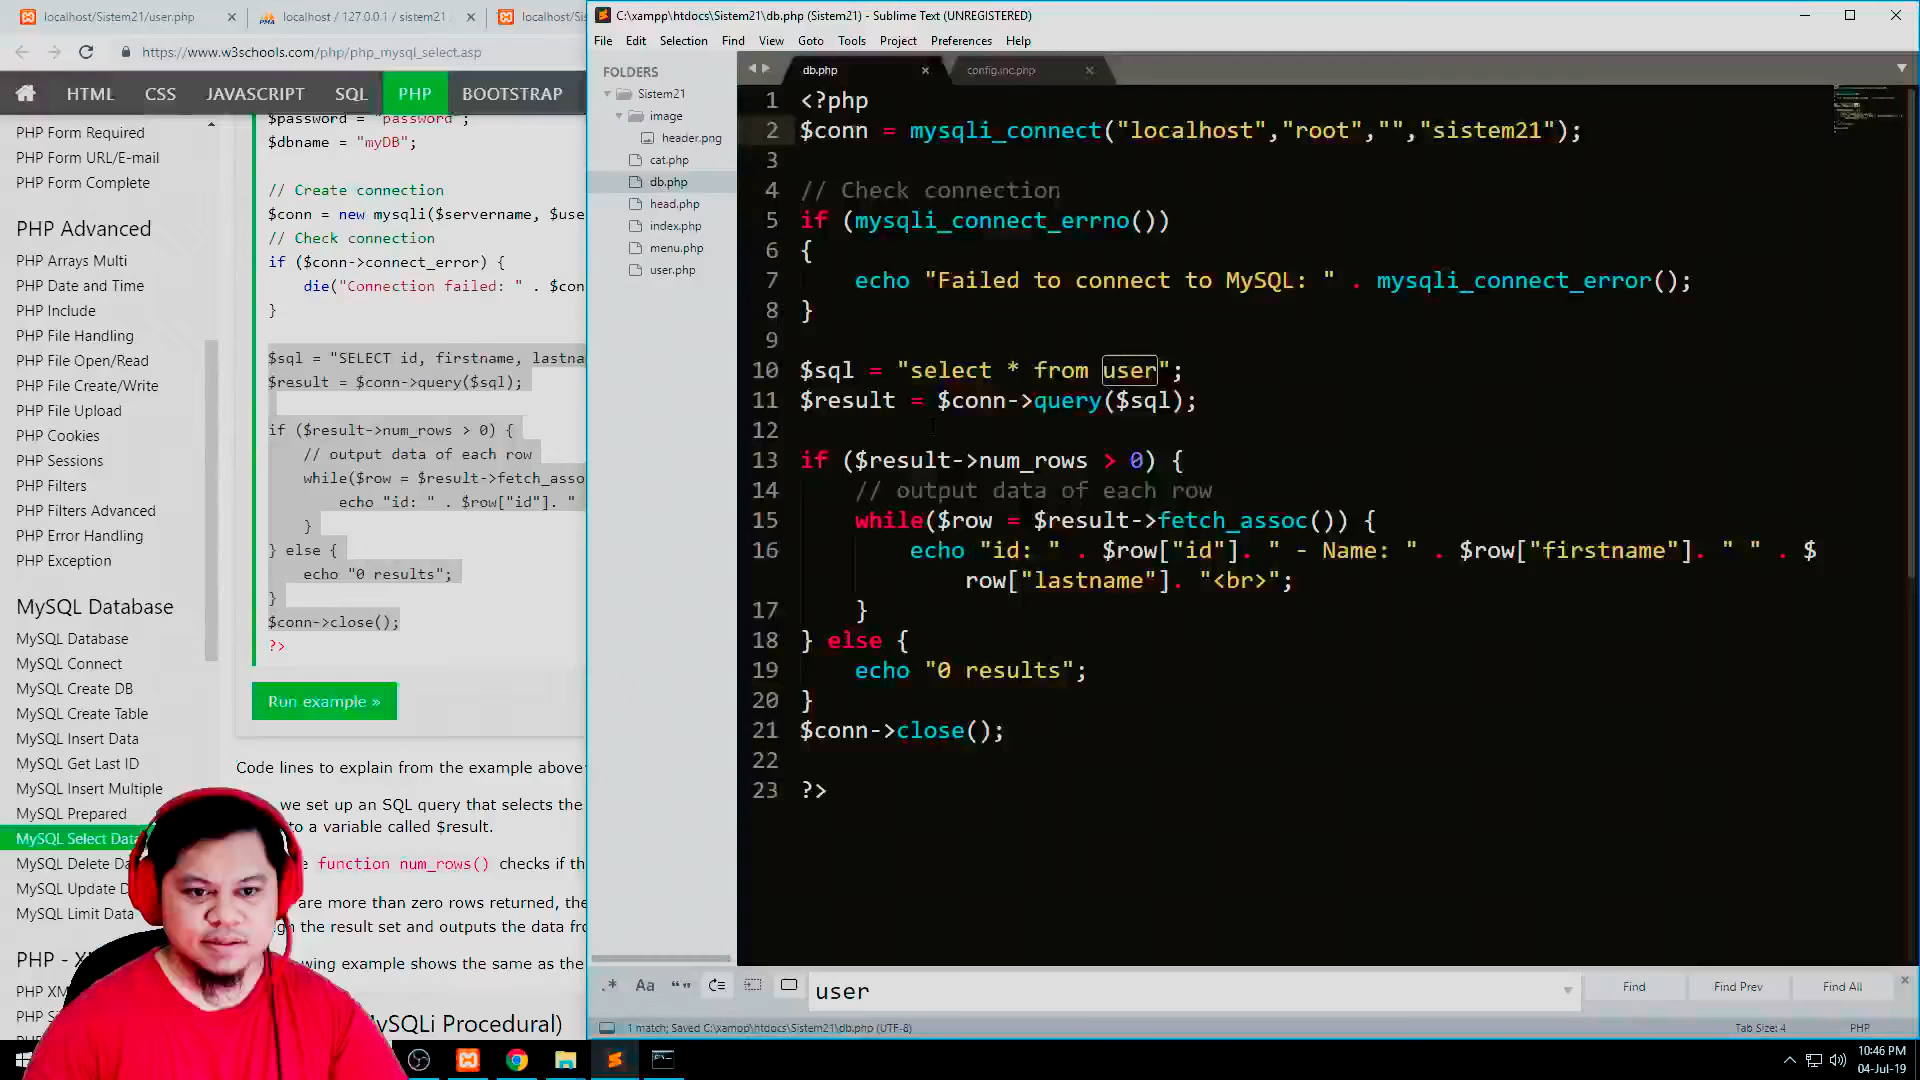 localhost/Sistem21/user.php
localhost / 127.0.0.1 / sistem21
localhost/Sis
https://www.w3schools.com/php/php_mysql_select.asp
HTML CSS JAVASCRIPT SQL PHP BOOTSTRAP
PHP Form Required
PHP Form URL/E-mail
PHP Form Complete
PHP Advanced
PHP Arrays Multi
PHP Date and Time
PHP Include
PHP File Handling
PHP File Open/Read
PHP File Create/Write
PHP File Upload
PHP Cookies
PHP Sessions
PHP Filters
PHP Filters Advanced
PHP Error Handling
PHP Exception
MySQL Database
MySQL Database
MySQL Connect
MySQL Create DB
MySQL Create Table
MySQL Insert Data
MySQL Get Last ID
MySQL Insert Multiple
MySQL Prepared
MySQL Select Data
MySQL Delete Da
MySQL Update D
MySQL Limit Data
PHP - X
PHP XM
$password = "password";
$dbname = "myDB";
// Create connection
$conn = new mysqli($servername, $use
// Check connection
if ($conn->connect_error) {
die("Connection failed: " . $con
}
$sql = "SELECT id, firstname, lastna
$result = $conn->query($sql);
if ($result->num_rows > 0) {
// output data of each row
while($row = $result->fetch_asso
echo "id: " . $row["id"]. "
}
} else {
echo "0 results";
}
$conn->close();
?>
Run example »
Code lines to explain from the example above
we set up an SQL query that selects the
to a variable called $result.
function num_rows() checks if th
are more than zero rows returned, the
the result set and outputs the data fro
wing example shows the same as the
MySQLi Procedural)
C:\xampp\htdocs\Sistem21\db.php (Sistem21) - Sublime Text (UNREGISTERED)
File Edit Selection Find View Goto Tools Project Preferences Help
FOLDERS
Sistem21
image
header.png
cat.php
db.php
head.php
index.php
menu.php
user.php
db.php
config.inc.php
1 <?php
2 $conn = mysqli_connect("localhost","root","","sistem21");
3
4 // Check connection
5 if (mysqli_connect_errno())
6 {
7 echo "Failed to connect to MySQL: " . mysqli_connect_error();
8 }
9
10 $sql = "select * from user";
11 $result = $conn->query($sql);
12
13 if ($result->num_rows > 0) {
14 // output data of each row
15 while($row = $result->fetch_assoc()) {
16 echo "id: " . $row["id"]. " - Name: " . $row["firstname"]. " " . $
row["lastname"]. "<br>";
17 }
18 } else {
19 echo "0 results";
20 }
21 $conn->close();
22
23 ?>
.* Aa “ ”
user
Find Find Prev Find All
1 match; Saved C:\xampp\htdocs\Sistem21\db.php (UTF-8)
Tab Size: 4 PHP
10:46 PM
04-Jul-19